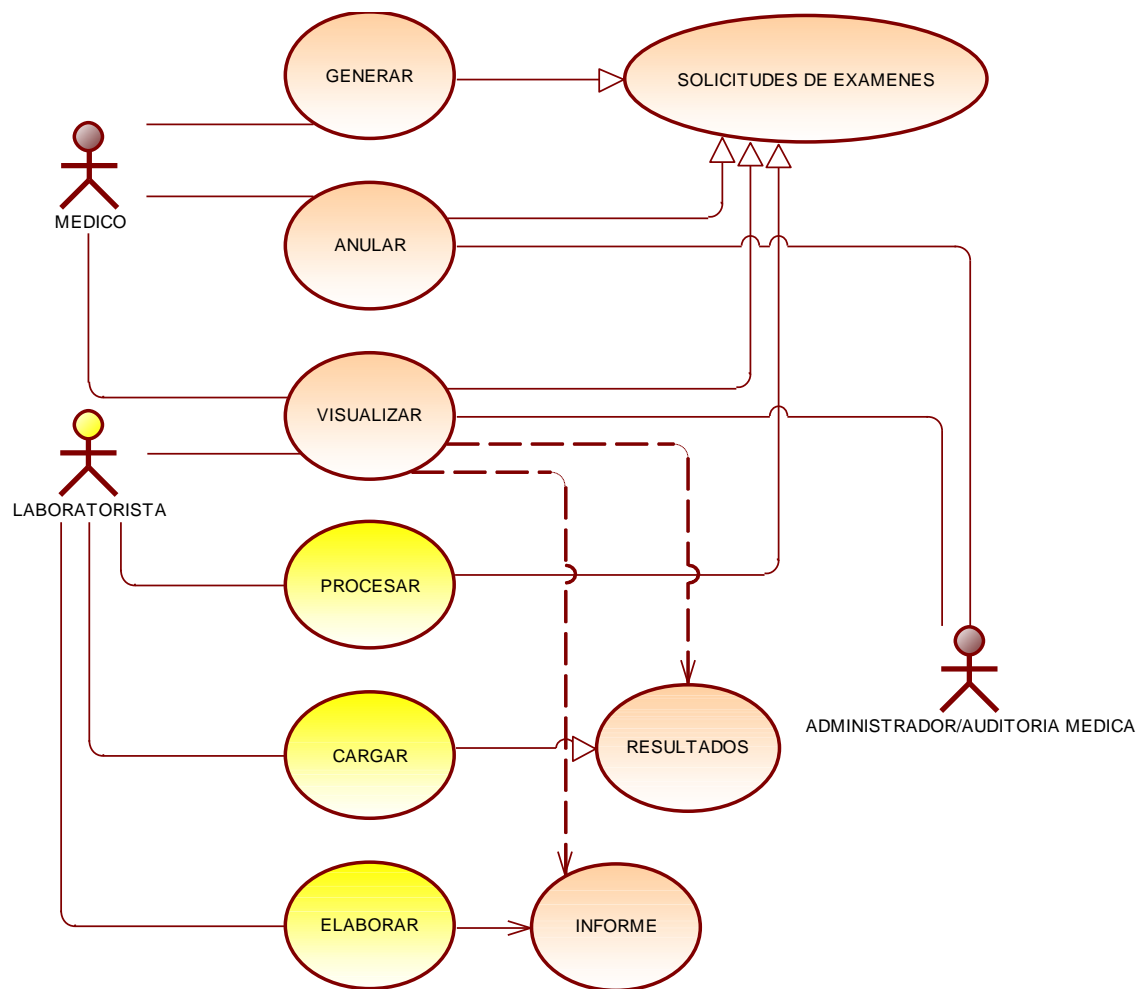 GENERAR
SOLICITUDES DE EXAMENES
MEDICO
ANULAR
VISUALIZAR
LABORATORISTA
PROCESAR
ADMINISTRADOR/AUDITORIA MEDICA
CARGAR
RESULTADOS
ELABORAR
INFORME